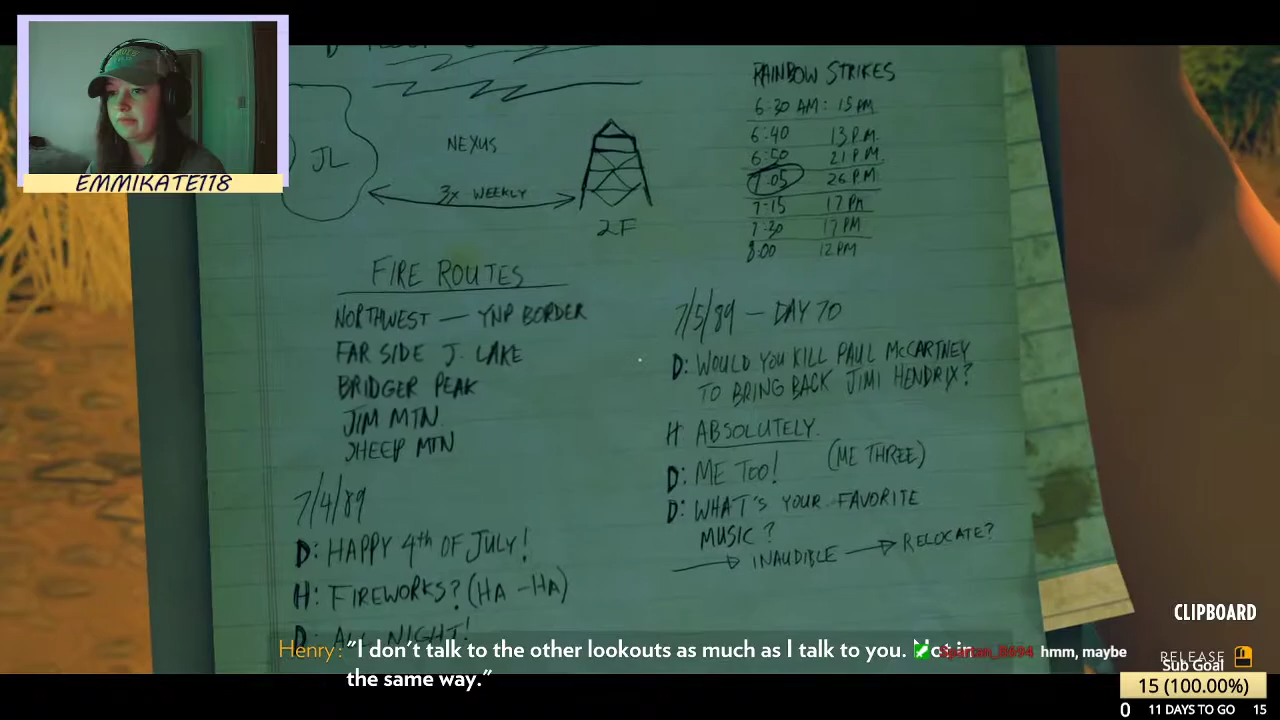 EMMIKATE118
JL
NEXUS
3X WEEKLY
2F
RAINBOW STRIKES
6:30 AM: 15 PM
6:40 13 P.M.
6:50 21 P.M.
7:05 26 P.M
7:15 17 PM
7:30 17 PM
8:00 12 PM
FIRE ROUTES
NORTHWEST — YNP BORDER
FAR SIDE J. LAKE
BRIDGER PEAK
JIM MTN.
SHEEP MTN
7/4/89
D: HAPPY 4th OF JULY!
H: FIREWORKS? (HA-HA)
D: ALL NIGHT!
7/5/89 — DAY 70
D: WOULD YOU KILL PAUL McCARTNEY
TO BRING BACK JIMI HENDRIX?
H ABSOLUTELY.
D: ME TOO! (ME THREE)
D: WHAT'S YOUR FAVORITE
MUSIC?
INAUDIBLE → RELOCATE?
Henry: "I don't talk to the other lookouts as much as I talk to you. Not in
the same way."
hmm, maybe
CLIPBOARD
RELEASE
Sub Goal
15 (100.00%)
0 11 DAYS TO GO 15